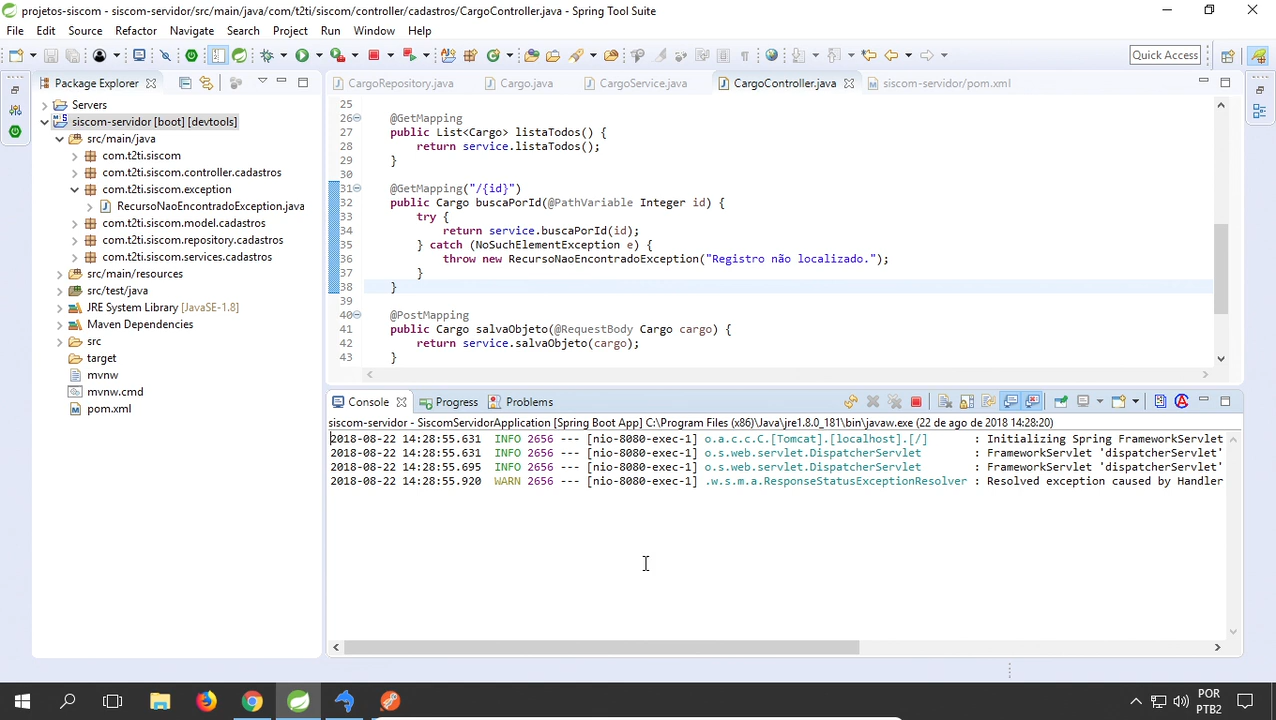 projetos-siscom - siscom-servidor/src/main/java/com/t2ti/siscom/controller/cadastros/CargoController.java - Spring Tool Suite
File Edit Source Refactor Navigate Search Project Run Window Help
Quick Access
Package Explorer
Servers
siscom-servidor [boot] [devtools]
src/main/java
com.t2ti.siscom
com.t2ti.siscom.controller.cadastros
com.t2ti.siscom.exception
RecursoNaoEncontradoException.java
com.t2ti.siscom.model.cadastros
com.t2ti.siscom.repository.cadastros
com.t2ti.siscom.services.cadastros
src/main/resources
src/test/java
JRE System Library [JavaSE-1.8]
Maven Dependencies
src
target
mvnw
mvnw.cmd
pom.xml
CargoRepository.java Cargo.java CargoService.java CargoController.java siscom-servidor/pom.xml
25
26 @GetMapping
27 public List<Cargo> listaTodos() {
28 return service.listaTodos();
29 }
30
31 @GetMapping("/{id}")
32 public Cargo buscaPorId(@PathVariable Integer id) {
33 try {
34 return service.buscaPorId(id);
35 } catch (NoSuchElementException e) {
36 throw new RecursoNaoEncontradoException("Registro não localizado.");
37 }
38 }
39
40 @PostMapping
41 public Cargo salvaObjeto(@RequestBody Cargo cargo) {
42 return service.salvaObjeto(cargo);
43 }
Console Progress Problems
siscom-servidor - SiscomServidorApplication [Spring Boot App] C:\Program Files (x86)\Java\jre1.8.0_181\bin\javaw.exe (22 de ago de 2018 14:28:20)
2018-08-22 14:28:55.631 INFO 2656 --- [nio-8080-exec-1] o.a.c.c.C.[Tomcat].[localhost].[/] : Initializing Spring FrameworkServlet
2018-08-22 14:28:55.631 INFO 2656 --- [nio-8080-exec-1] o.s.web.servlet.DispatcherServlet : FrameworkServlet 'dispatcherServlet'
2018-08-22 14:28:55.695 INFO 2656 --- [nio-8080-exec-1] o.s.web.servlet.DispatcherServlet : FrameworkServlet 'dispatcherServlet'
2018-08-22 14:28:55.920 WARN 2656 --- [nio-8080-exec-1] .w.s.m.a.ResponseStatusExceptionResolver : Resolved exception caused by Handler
POR
PTB2